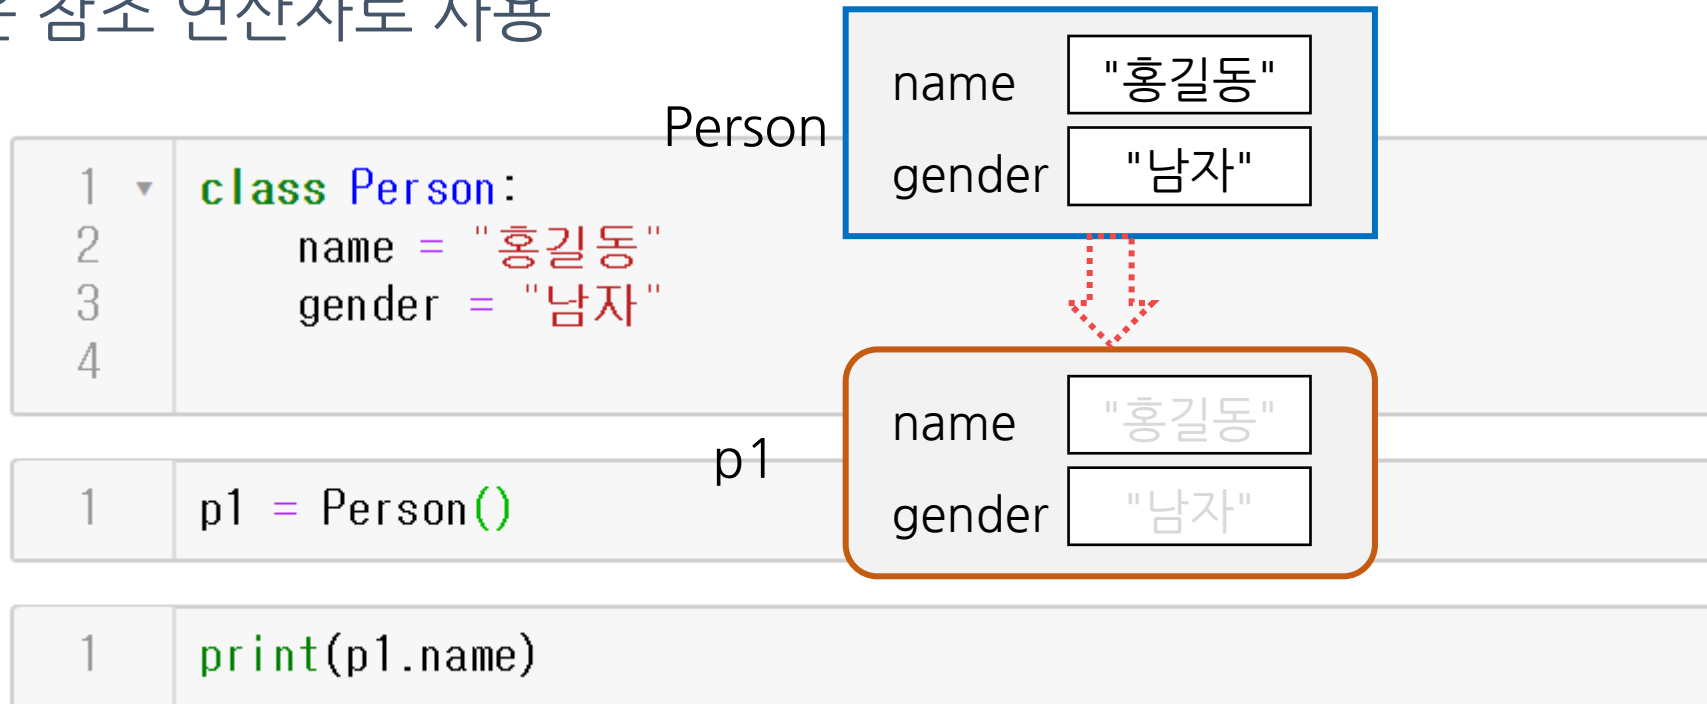 참조 연산자로 사용
name "홍길동"
Person
gender "남자"
1 class Person:
2 name = "홍길동"
3 gender = "남자"
4
name "홍길동"
p1
gender "남자"
1 p1 = Person()
1 print(p1.name)